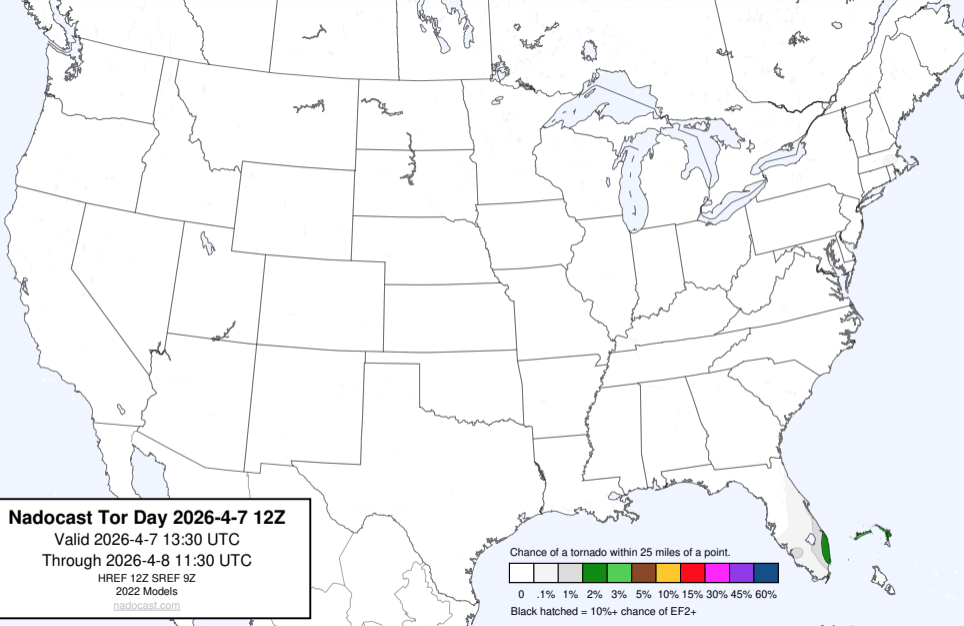 Nadocast Tor Day 2026-4-7 12Z
Valid 2026-4-7 13:30 UTC
Through 2026-4-8 11:30 UTC
HREF 12Z SREF 9Z
2022 Models
nadocast.com
Chance of a tornado within 25 miles of a point.
0 .1% 1% 2% 3% 5% 10% 15% 30% 45% 60%
Black hatched = 10%+ chance of EF2+